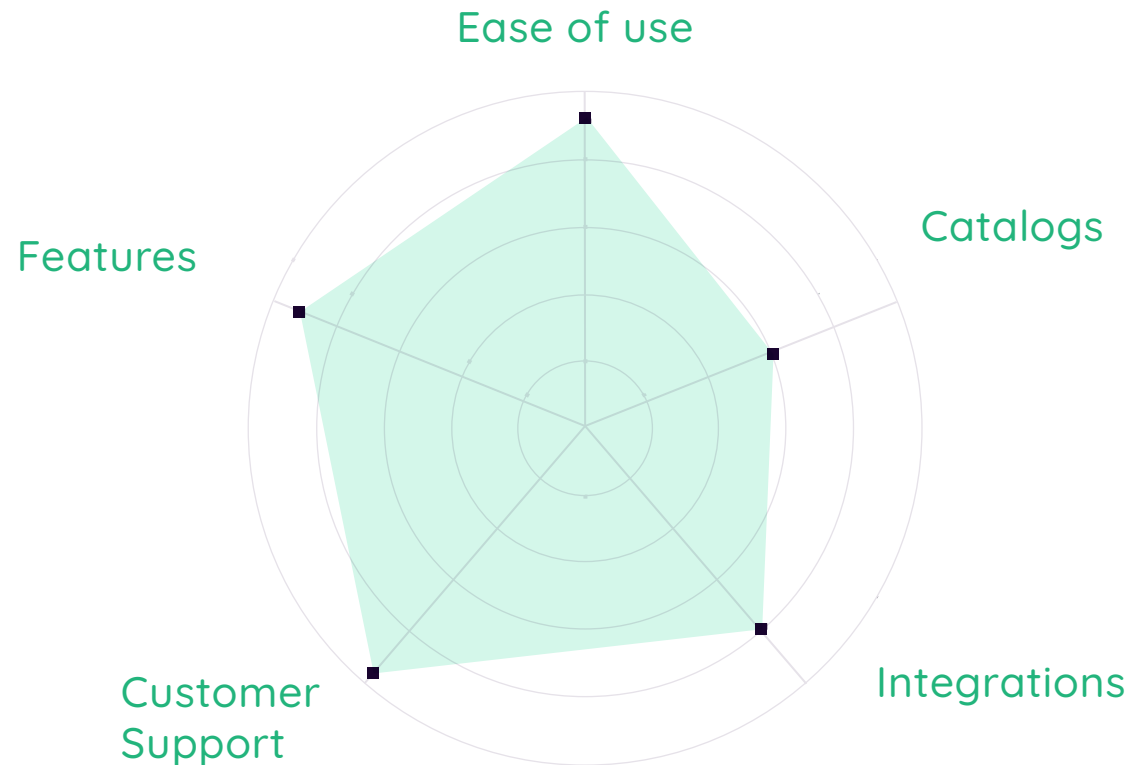 Ease of use
Catalogs
Features
Integrations
Customer
Support